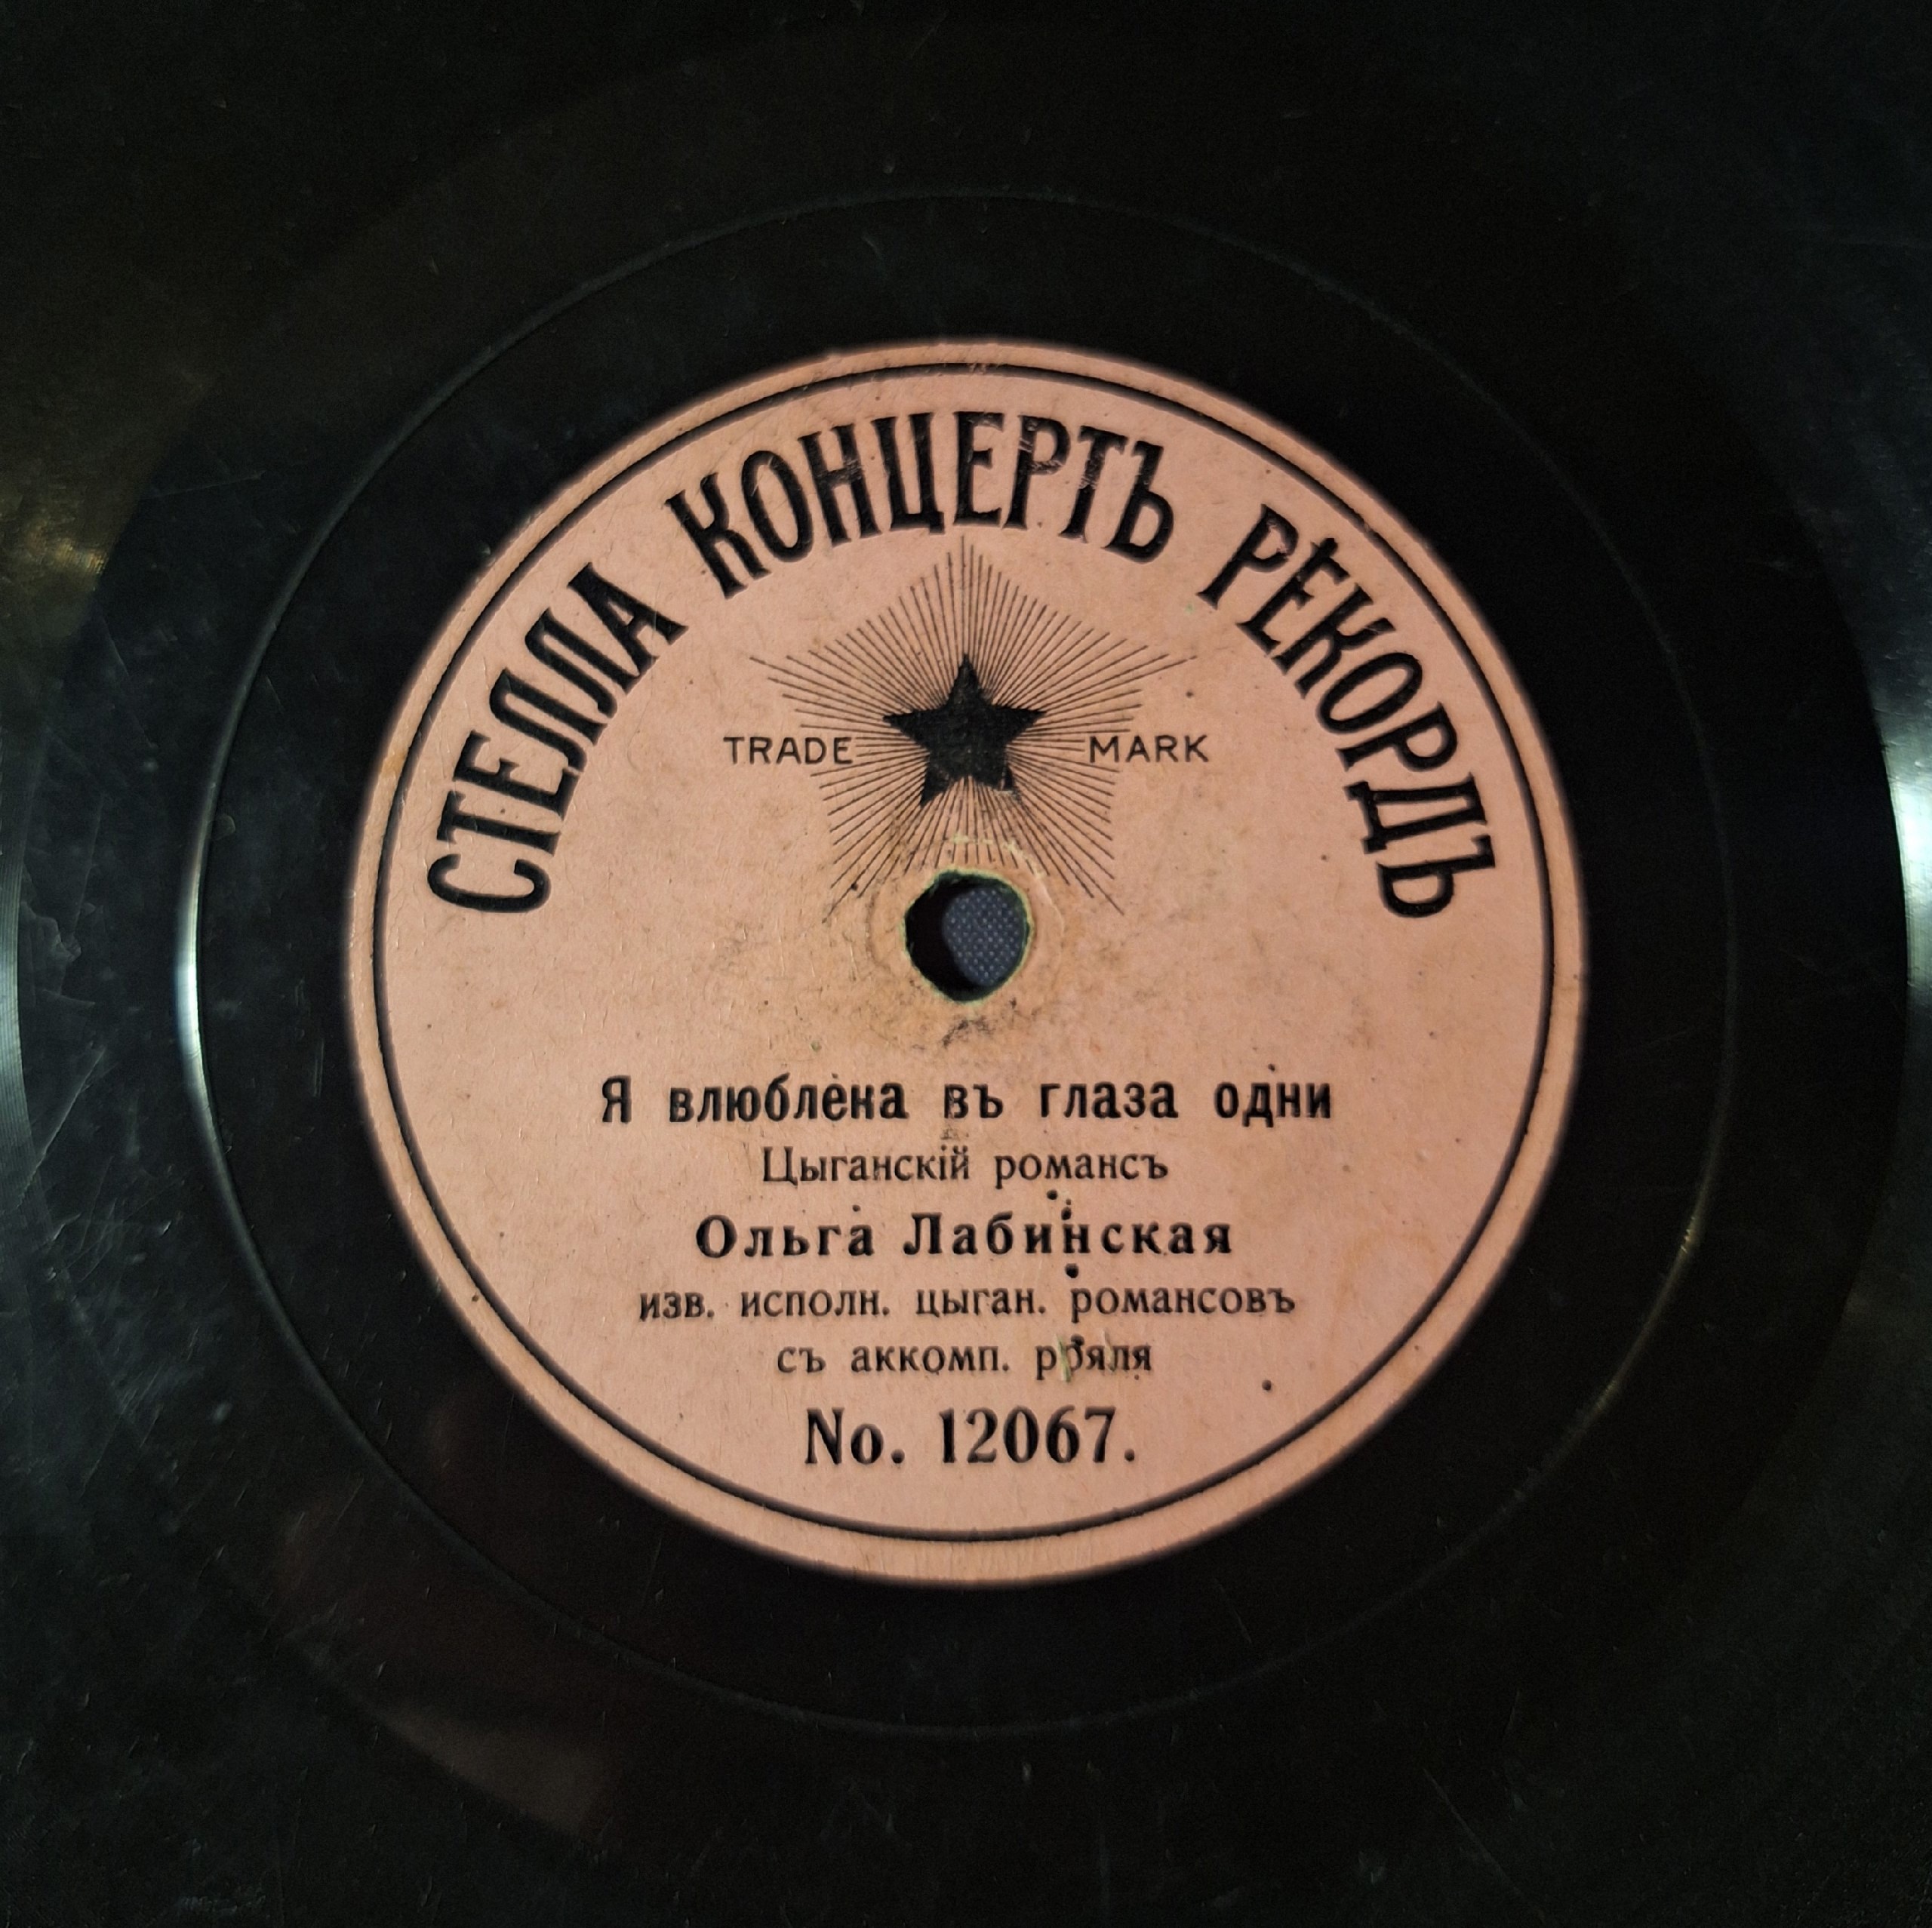 СТЕЛЛА КОНЦЕРТЪ РЕКОРДЪ
TRADE MARK
Я влюблена въ глаза одни
Цыганскій романсъ
Ольга Лабинская
изв. исполн. цыган. романсовъ
съ аккомп. рояля
No. 12067.